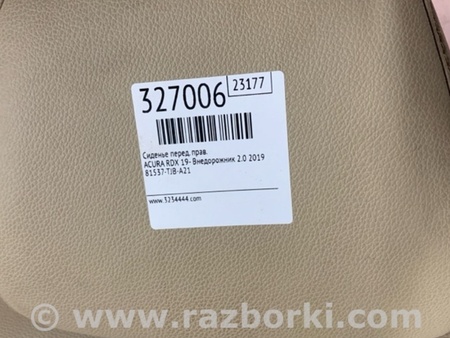 327006
23177
Сиденье перед. прав.
ACURA RDX 19- Внедорожник 2.0 2019
81537-TJB-A21
www.3234444.com
© www.razborki.com